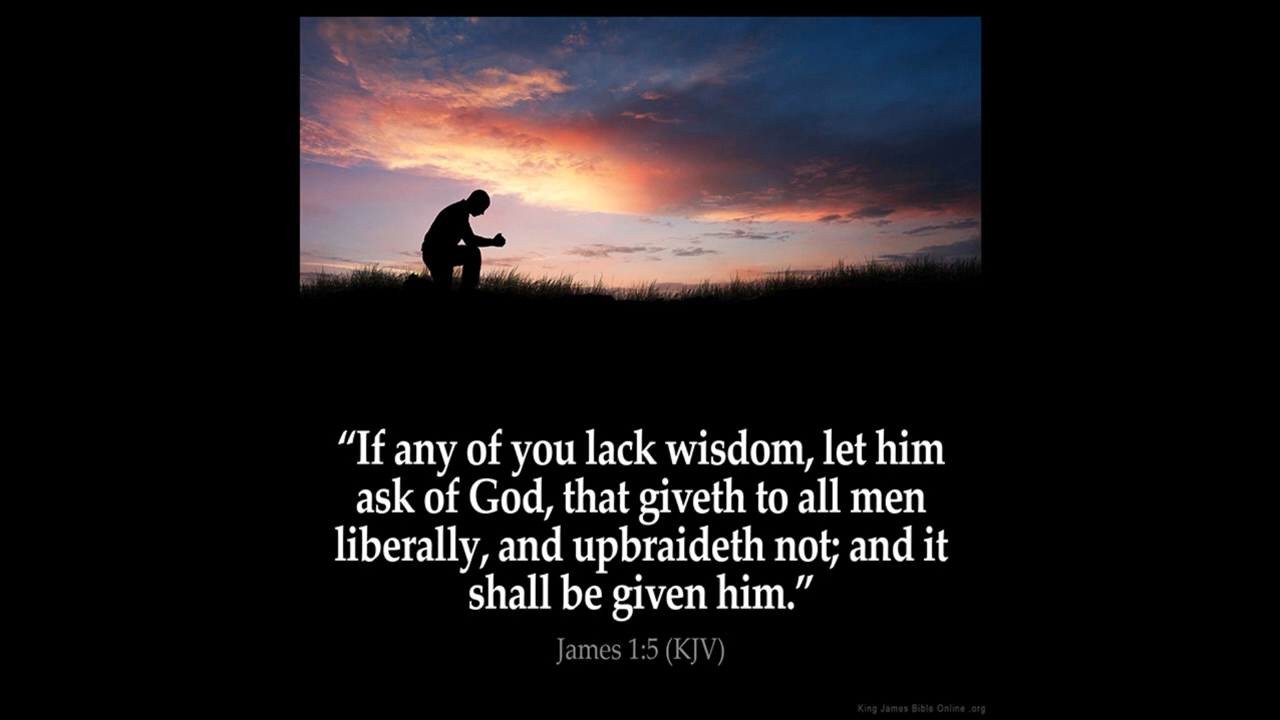 “If any of you lack wisdom, let him
ask of God, that giveth to all men
liberally, and upbraideth not; and it
shall be given him.”
James 1:5 (KJV)
King James Bible Online .org